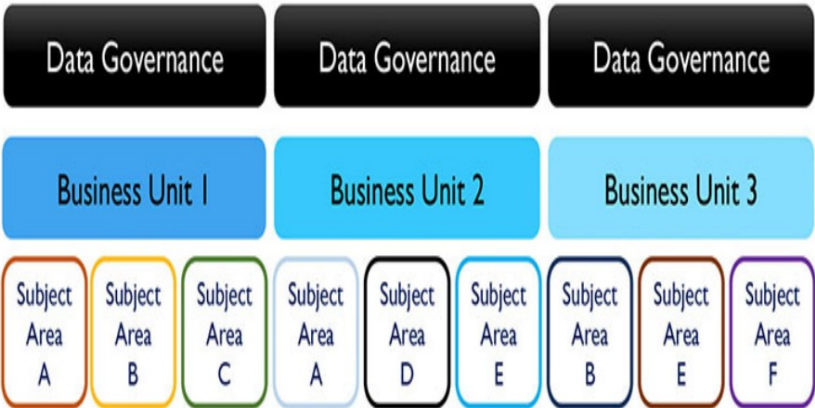 Data Governance
Data Governance
Data Governance
Business Unit 1
Business Unit 2
Business Unit 3
Subject
Area
A
Subject
Area
B
Subject
Area
C
Subject
Area
A
Subject
Area
D
Subject
Area
E
Subject
Area
B
Subject
Area
E
Subject
Area
F